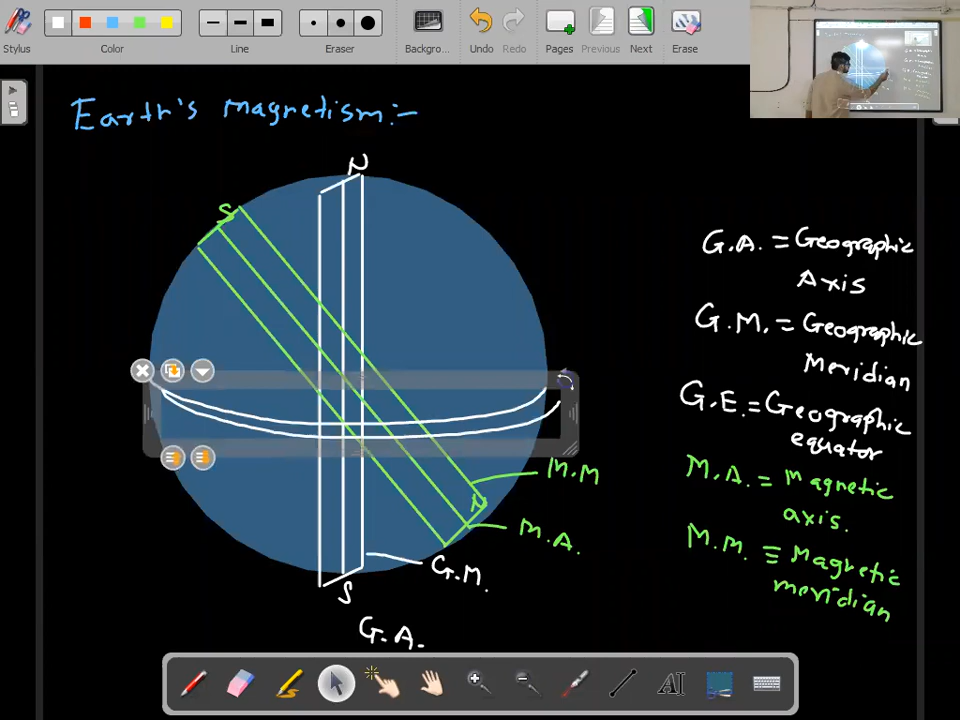 Stylus
Color
Line
Eraser
Backgro...
Undo
Redo
Pages
Previous
Next
Erase
Earth's magnetism:-
N
S
G.A. = Geographic
Axis
G.M. = Geographic
Meridian
G.E. = Geographic
equator
M.A. = Magnetic
axis.
M.M. ≡ Magnetic
meridian
M.M
N
M.A.
G.M.
S
G.A.
AI